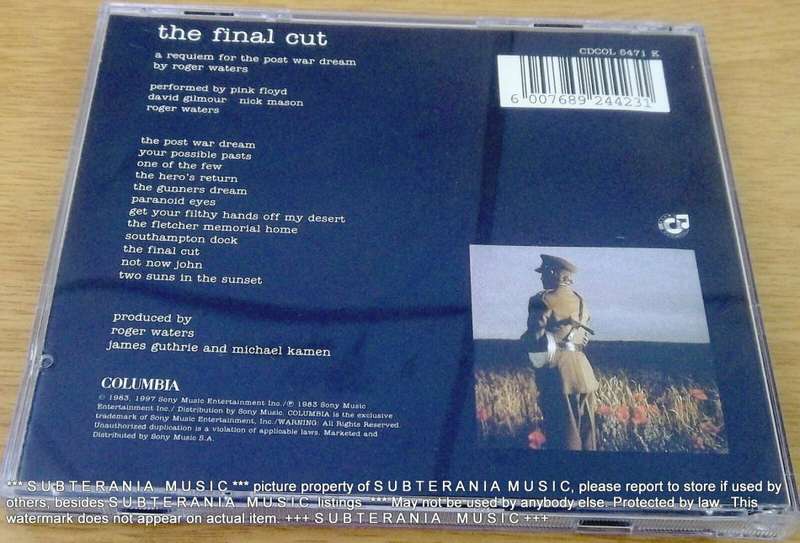 the final cut
a requiem for the post war dream
by roger waters
performed by pink floyd
david gilmour nick mason
roger waters
CDCOL 5471 K
6 007689 244231
the post war dream
your possible pasts
one of the few
the hero's return
the gunners dream
paranoid eyes
get your filthy hands off my desert
the fletcher memorial home
southampton dock
the final cut
not now john
two suns in the sunset
produced by
roger waters
james guthrie and michael kamen
COLUMBIA
© 1983, 1997 Sony Music Entertainment Inc./℗ 1983 Sony Music
Entertainment Inc./ Distribution by Sony Music. COLUMBIA is the exclusive
trademark of Sony Music Entertainment, Inc./WARNING: All Rights Reserved.
Unauthorized duplication is a violation of applicable laws. Marketed and
Distributed by Sony Music S.A.
*** S U B T E R A N I A M U S I C *** picture property of S U B T E R A N I A M U S I C, please report to store if used by
others, besides S U B T E R A N I A M U S I C listings *** May not be used by anybody else. Protected by law. This
watermark does not appear on actual item. +++ S U B T E R A N I A M U S I C +++